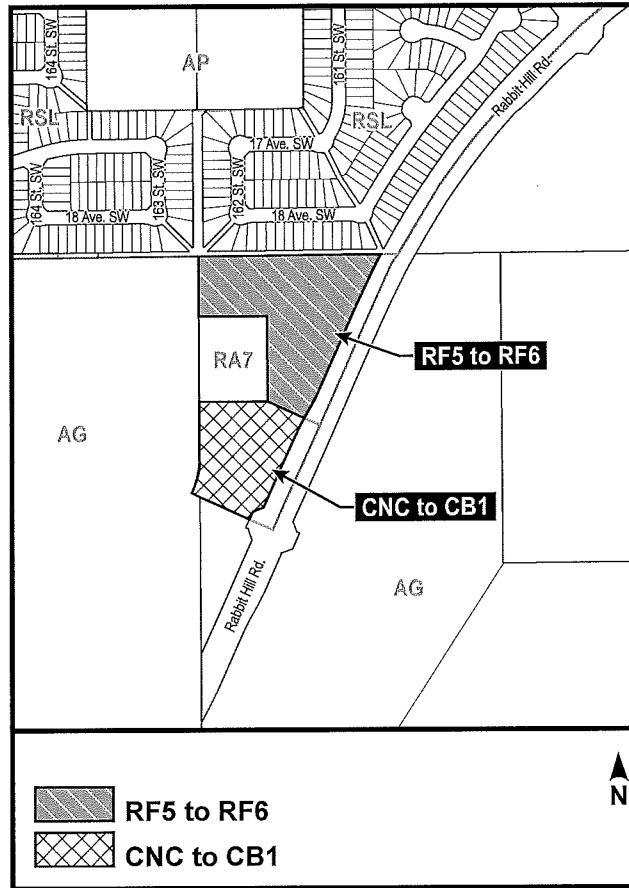 164 St. SW
AP
161 St. SW
Rabbit Hill Rd.
RSL
RSL
17 Ave. SW
164 St. SW
18 Ave. SW
163 St. SW
162 St. SW
18 Ave. SW
RA7
RF5 to RF6
AG
CNC to CB1
AG
Rabbit Hill Rd.
N
RF5 to RF6
CNC to CB1